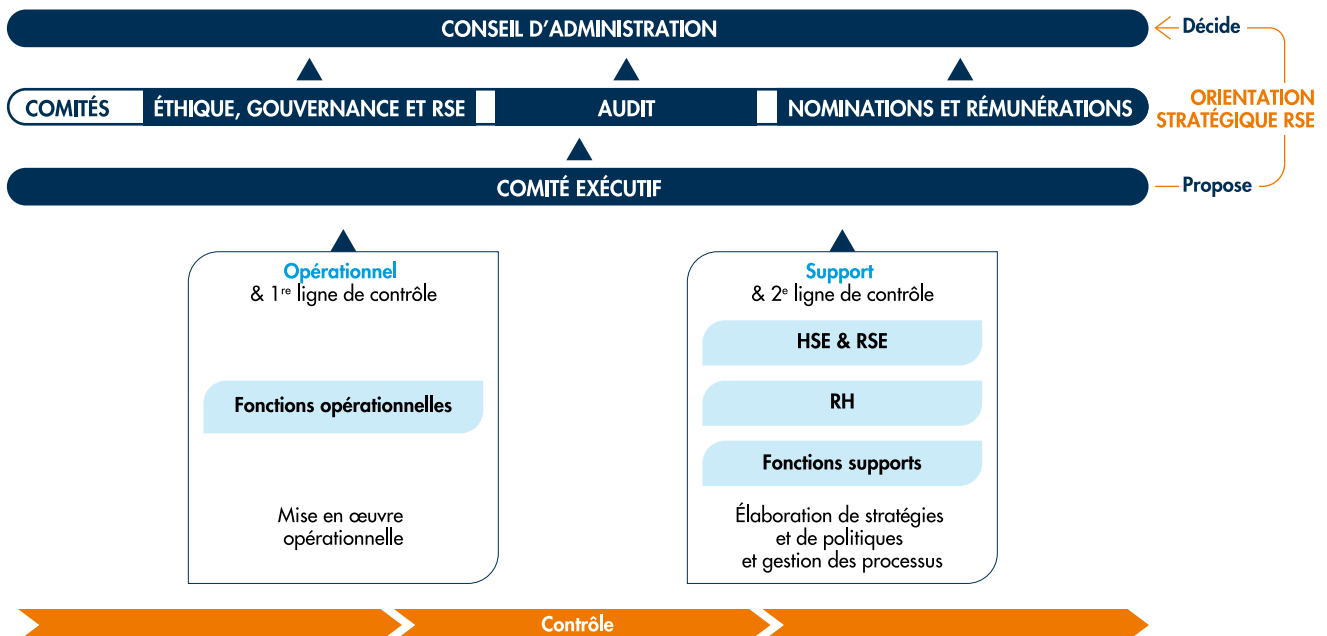 CONSEIL D’ADMINISTRATION
Décide
COMITÉS
ÉTHIQUE, GOUVERNANCE ET RSE
AUDIT
NOMINATIONS ET RÉMUNÉRATIONS
ORIENTATION
STRATÉGIQUE RSE
COMITÉ EXÉCUTIF
Propose
Opérationnel
& 1re ligne de contrôle
Fonctions opérationnelles
Mise en œuvre
opérationnelle
Support
& 2e ligne de contrôle
HSE & RSE
RH
Fonctions supports
Élaboration de stratégies
et de politiques
et gestion des processus
Contrôle